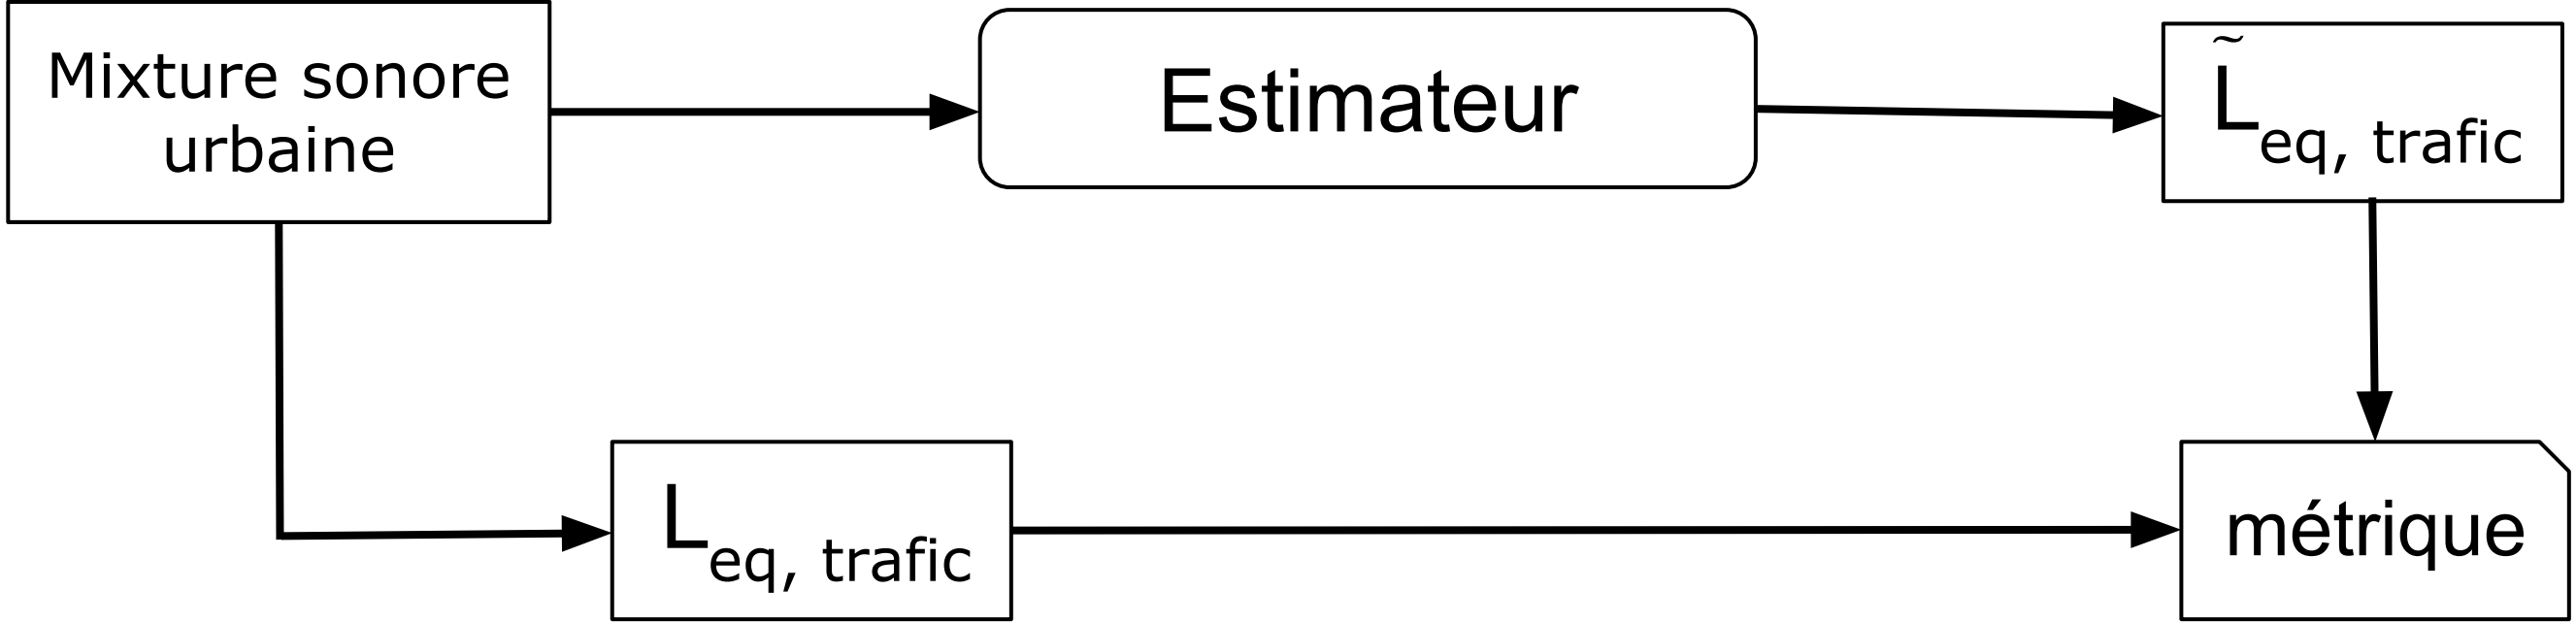 Mixture sonore
urbaine
Estimateur
L̃eq, trafic
Leq, trafic
métrique